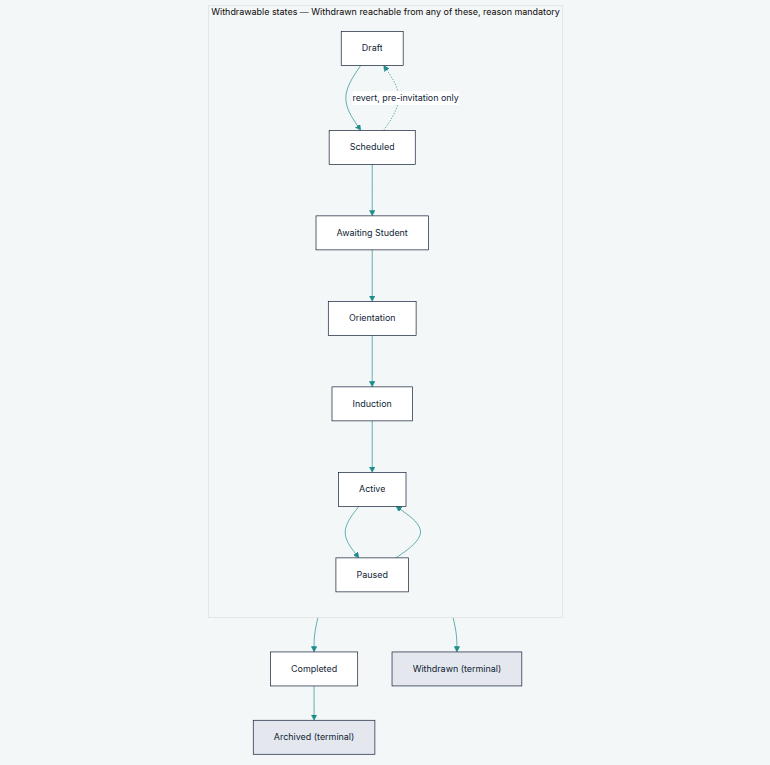 Withdrawable states — Withdrawn reachable from any of these, reason mandatory
Draft
revert, pre-invitation only
Scheduled
Awaiting Student
Orientation
Induction
Active
Paused
Completed
Withdrawn (terminal)
Archived (terminal)